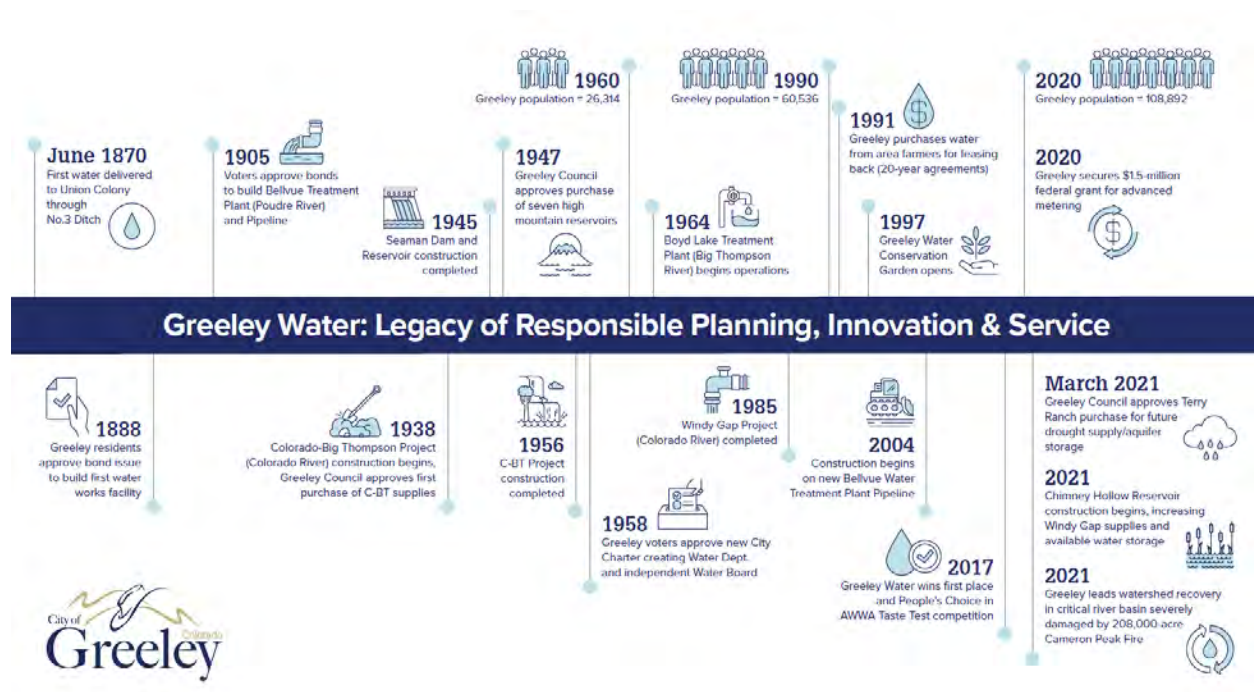 1960
Greeley population = 26,314
1990
Greeley population = 60,536
2020
Greeley population = 108,892
June 1870
First water delivered
to Union Colony
through
No.3 Ditch
1905
Voters approve bonds
to build Bellvue Treatment
Plant (Poudre River)
and Pipeline
1945
Seaman Dam and
Reservoir construction
completed
1947
Greeley Council
approves purchase
of seven high
mountain reservoirs
1964
Boyd Lake Treatment
Plant (Big Thompson
River) begins operations
1991
Greeley purchases water
from area farmers for leasing
back (20-year agreements)
1997
Greeley Water
Conservation
Garden opens
2020
Greeley secures $1.5-million
federal grant for advanced
metering
Greeley Water: Legacy of Responsible Planning, Innovation & Service
1888
Greeley residents
approve bond issue
to build first water
works facility
1938
Colorado-Big Thompson Project
(Colorado River) construction begins,
Greeley Council approves first
purchase of C-BT supplies
1956
C-BT Project
construction
completed
1958
Greeley voters approve new City
Charter creating Water Dept.
and independent Water Board
1985
Windy Gap Project
(Colorado River) completed
2004
Construction begins
on new Bellvue Water
Treatment Plant Pipeline
2017
Greeley Water wins first place
and People's Choice in
AWWA Taste Test competition
March 2021
Greeley Council approves Terry
Ranch purchase for future
drought supply/aquifer
storage
2021
Chimney Hollow Reservoir
construction begins, increasing
Windy Gap supplies and
available water storage
2021
Greeley leads watershed recovery
in critical river basin severely
damaged by 208,000-acre
Cameron Peak Fire
City of
Colorado
Greeley